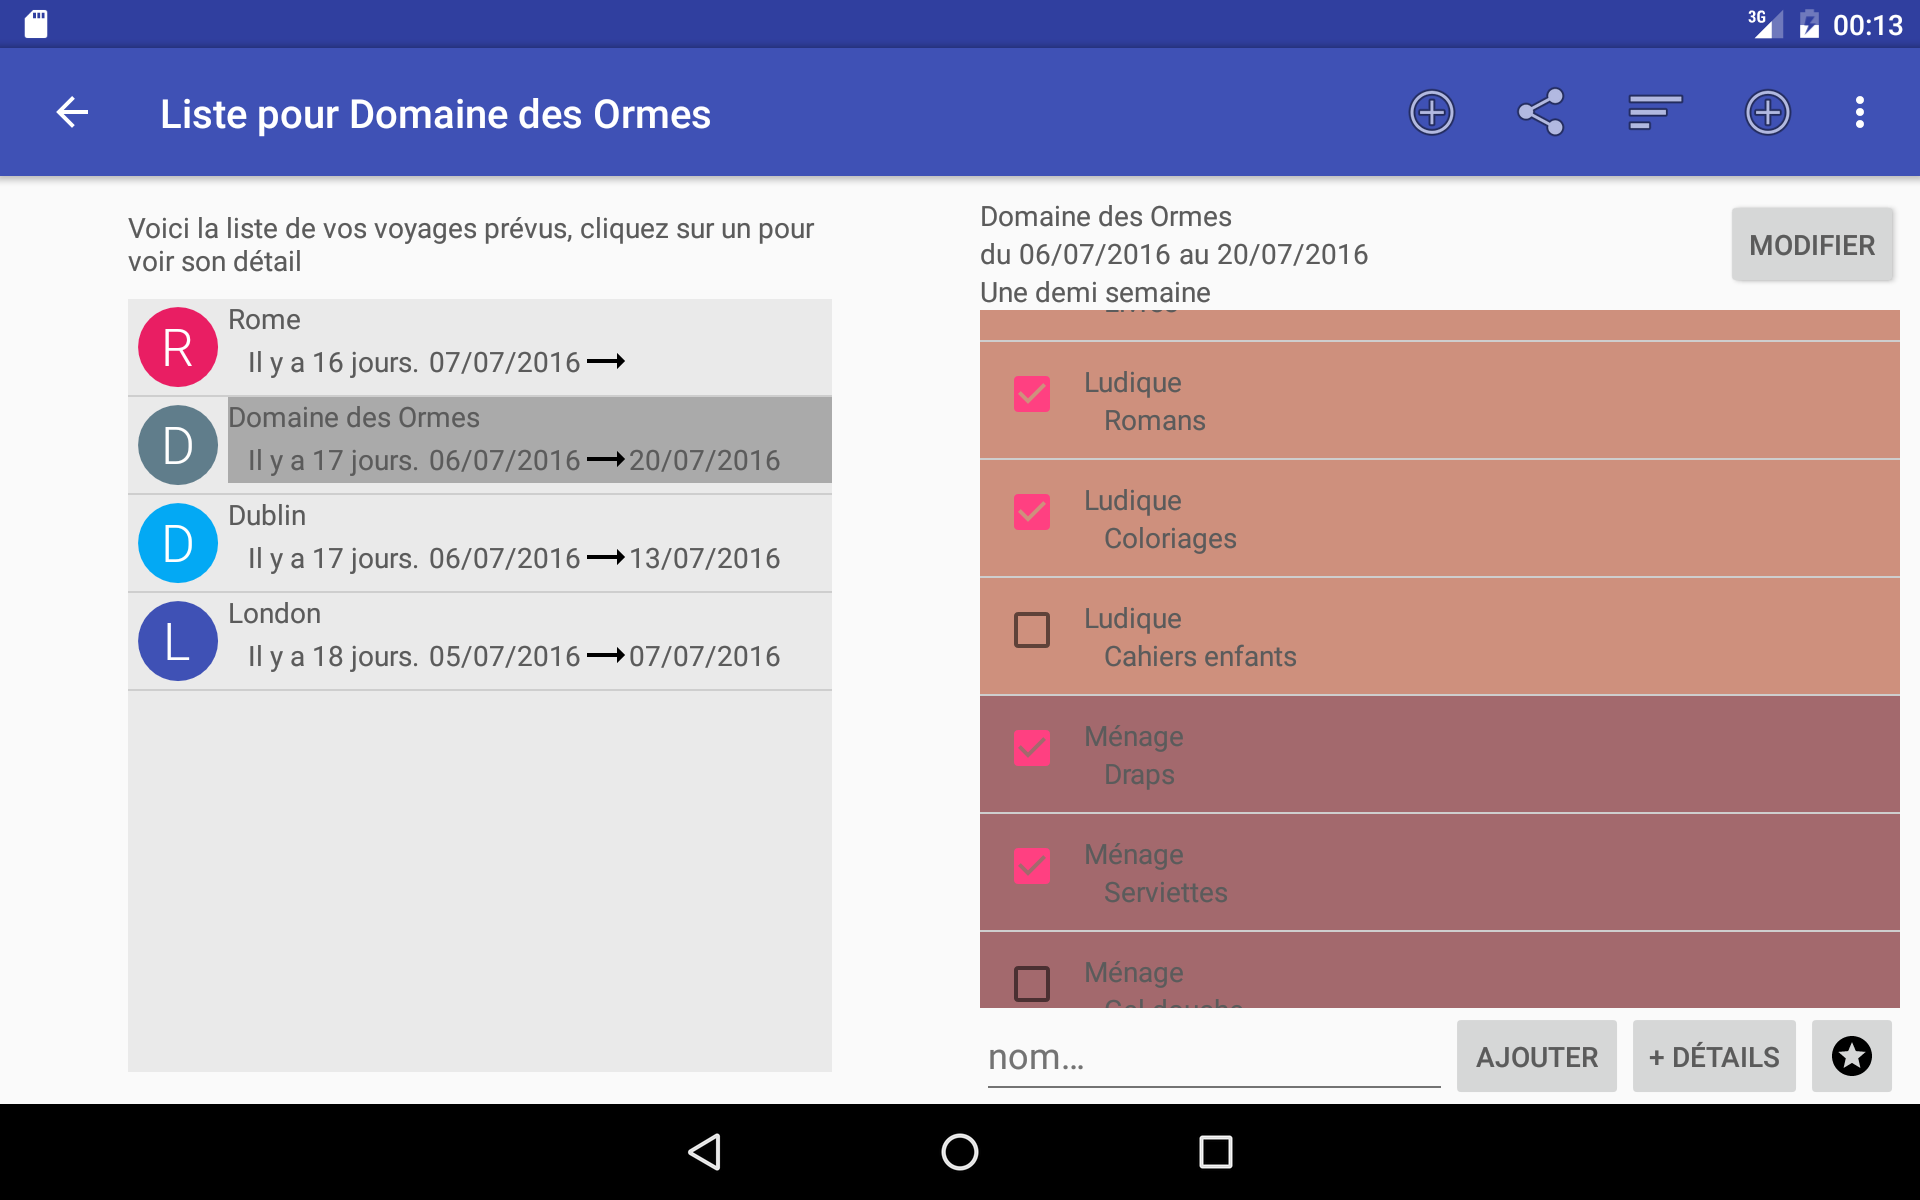 3G 00:13
Liste pour Domaine des Ormes
Voici la liste de vos voyages prévus, cliquez sur un pour
voir son détail
R
Rome
Il y a 16 jours. 07/07/2016
D
Domaine des Ormes
Il y a 17 jours. 06/07/2016 20/07/2016
D
Dublin
Il y a 17 jours. 06/07/2016 13/07/2016
L
London
Il y a 18 jours. 05/07/2016 07/07/2016
Domaine des Ormes
du 06/07/2016 au 20/07/2016
Une demi semaine
MODIFIER
Ludique
Romans
Ludique
Coloriages
Ludique
Cahiers enfants
Ménage
Draps
Ménage
Serviettes
Ménage
nom...
AJOUTER
+ DÉTAILS